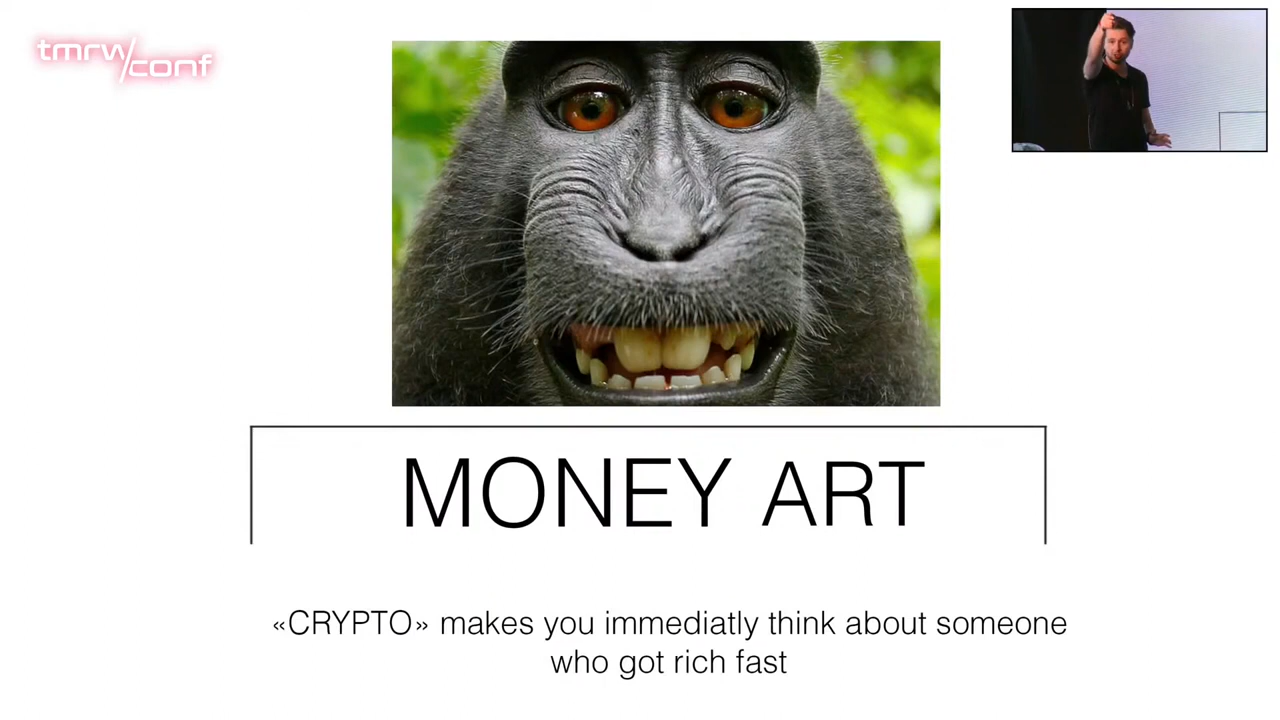 tmrw/conf
MONEY ART
«CRYPTO» makes you immediatly think about someone
who got rich fast